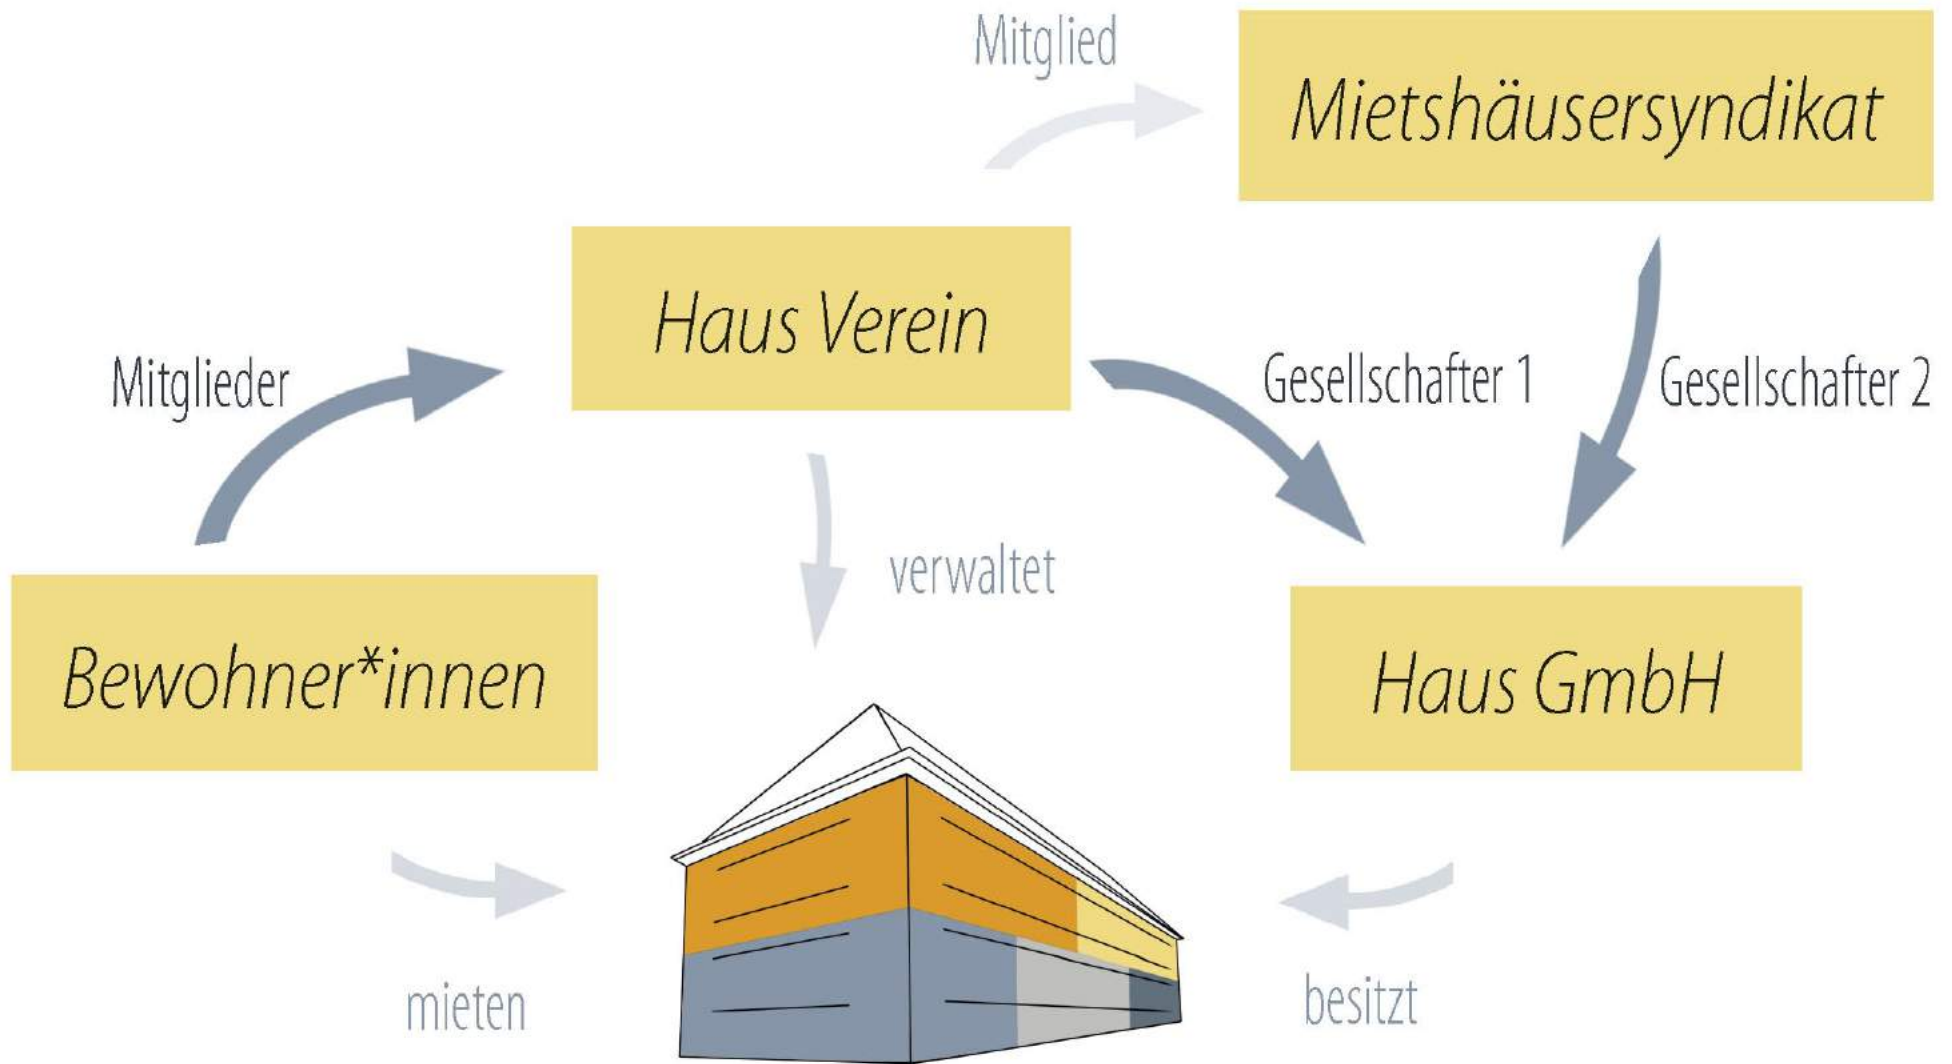 Mitglied
Mietshäusersyndikat
Haus Verein
Mitglieder
Gesellschafter 1
Gesellschafter 2
verwaltet
Bewohner*innen
Haus GmbH
mieten
besitzt